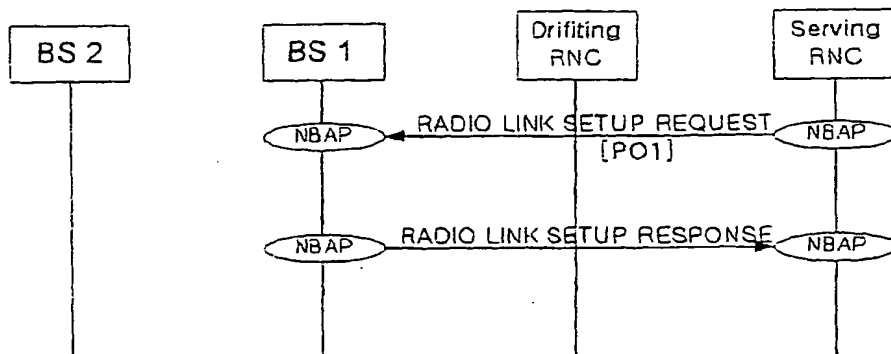 BS 2
BS 1
Drifiting
RNC
Serving
RNC
NBAP
RADIO LINK SETUP REQUEST
[PO1]
NBAP
NBAP
RADIO LINK SETUP RESPONSE
NBAP